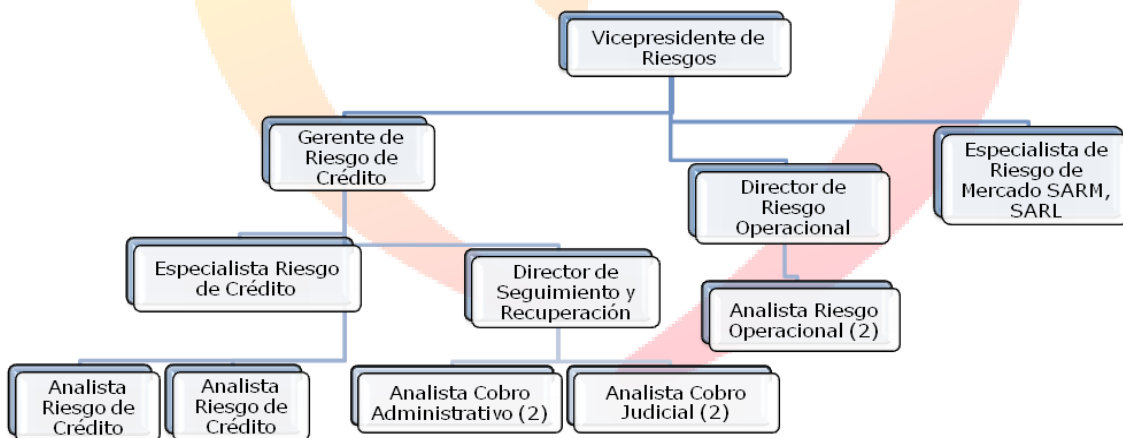 Vicepresidente de
Riesgos
Gerente de
Riesgo de
Crédito
Especialista de
Riesgo de
Mercado SARM,
SARL
Director de
Riesgo
Operacional
Especialista Riesgo
de Crédito
Director de
Seguimiento y
Recuperación
Analista Riesgo
Operacional (2)
Analista
Riesgo de
Crédito
Analista
Riesgo de
Crédito
Analista Cobro
Administrativo (2)
Analista Cobro
Judicial (2)